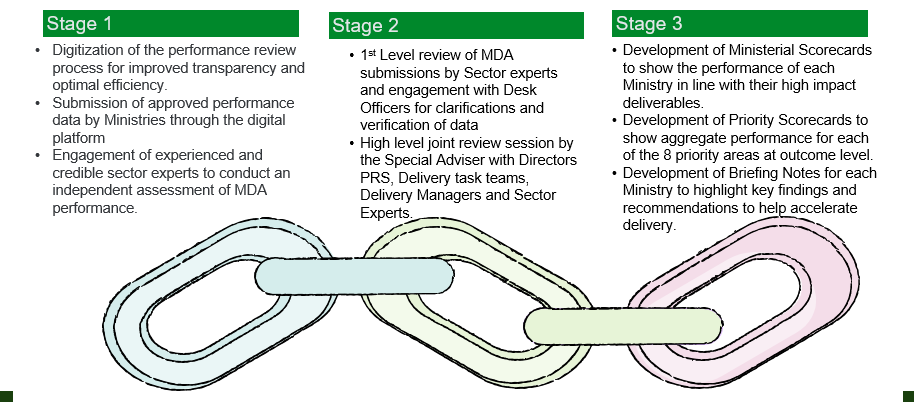 Stage 1
• Digitization of the performance review
process for improved transparency and
optimal efficiency.
• Submission of approved performance
data by Ministries through the digital
platform
• Engagement of experienced and
credible sector experts to conduct an
independent assessment of MDA
performance.
Stage 2
• 1st Level review of MDA
submissions by Sector experts
and engagement with Desk
Officers for clarifications and
verification of data
• High level joint review session by
the Special Adviser with Directors
PRS, Delivery task teams,
Delivery Managers and Sector
Experts.
Stage 3
• Development of Ministerial Scorecards
to show the performance of each
Ministry in line with their high impact
deliverables.
• Development of Priority Scorecards to
show aggregate performance for each
of the 8 priority areas at outcome level.
• Development of Briefing Notes for each
Ministry to highlight key findings and
recommendations to help accelerate
delivery.